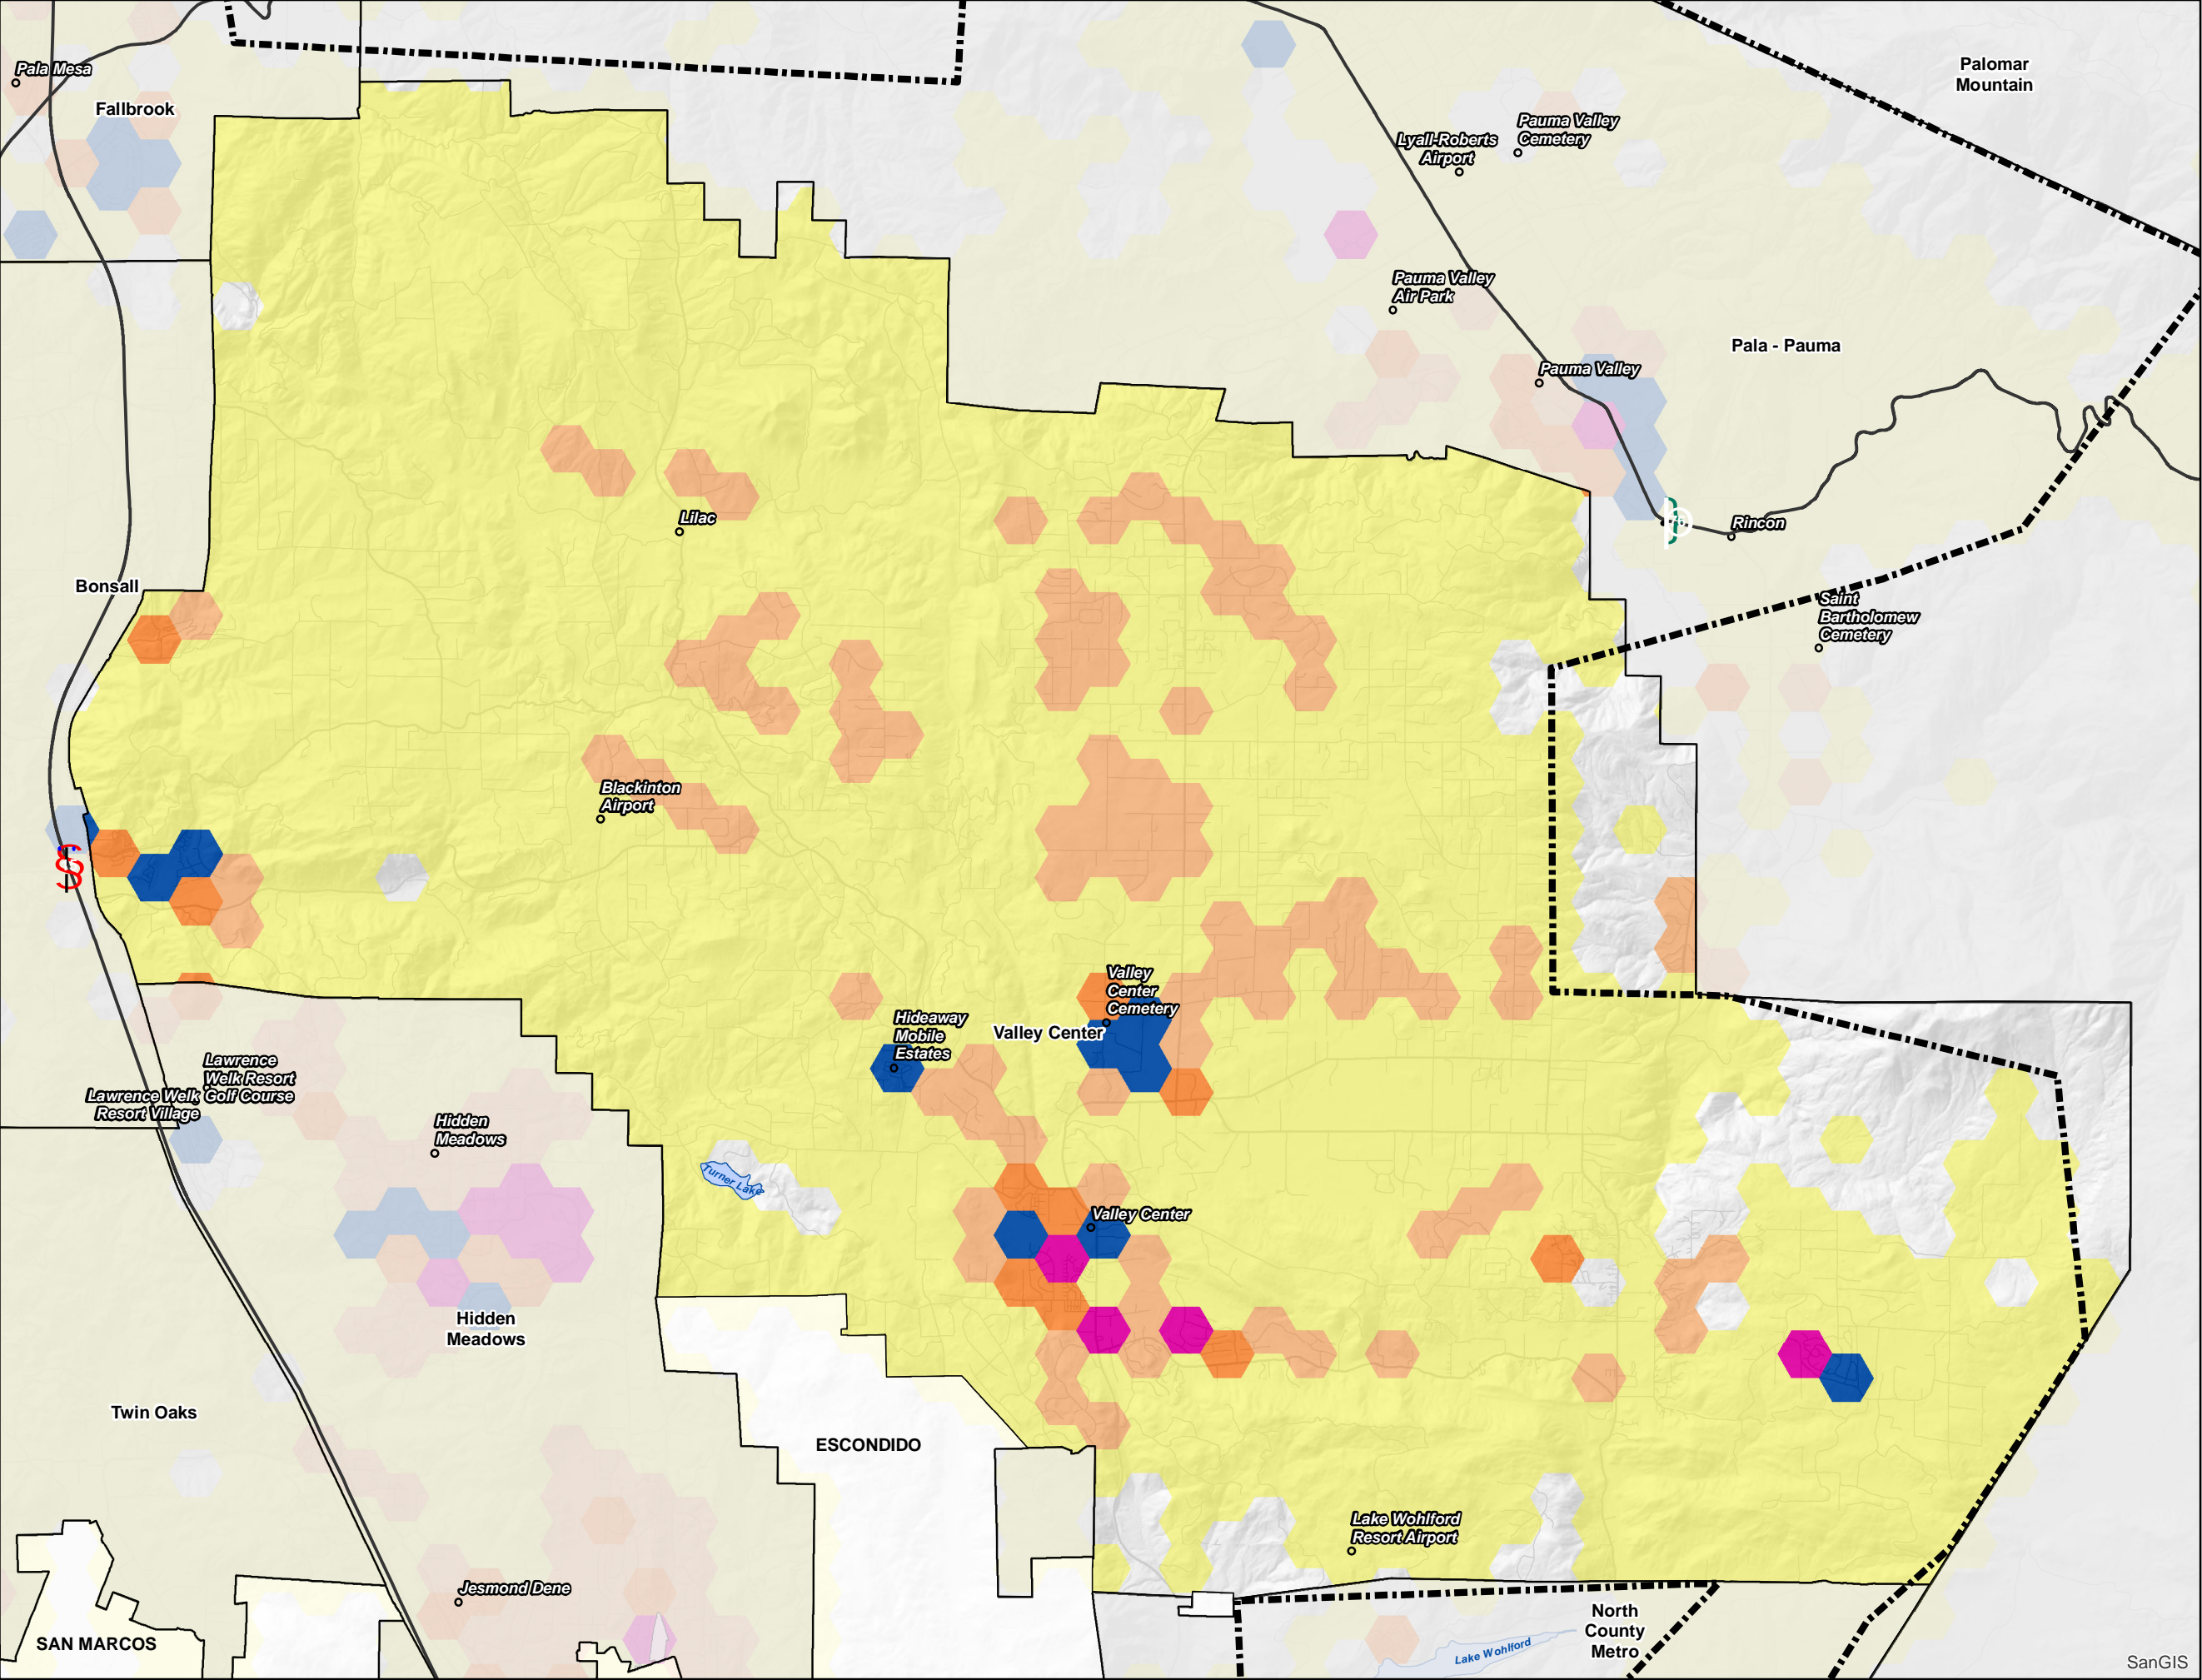 Pala Mesa
Fallbrook
Palomar
Mountain
Pauma Valley
Cemetery
Lyall-Roberts
Airport
Pauma Valley
Air Park
Pala - Pauma
Pauma Valley
Lilac
Rincon
Bonsall
Saint
Bartholomew
Cemetery
Blackinton
Airport
Valley
Center
Cemetery
Hideaway
Mobile
Estates
Valley Center
Lawrence
Welk Resort
Golf Course
Lawrence Welk
Resort Village
Hidden
Meadows
Turner Lake
Valley Center
Hidden
Meadows
Twin Oaks
ESCONDIDO
Lake Wohlford
Resort Airport
Jesmond Dene
North
County
Metro
SAN MARCOS
Lake Wohlford
SanGIS